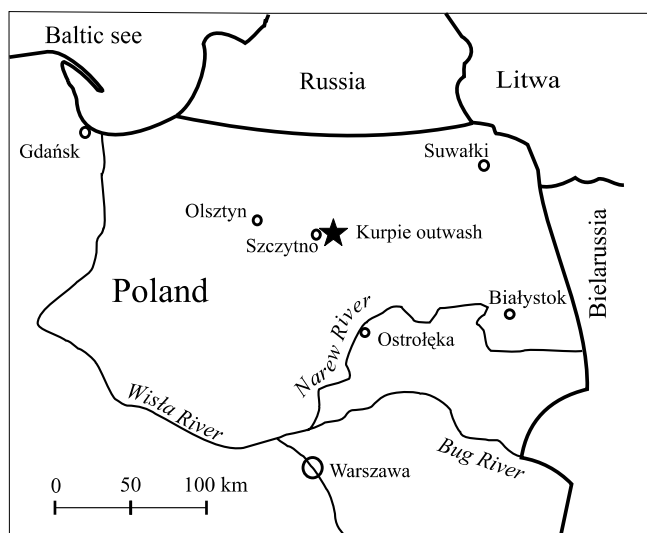 Baltic see
Russia
Litwa
Gdańsk
Suwałki
Olsztyn
Szczytno
Kurpie outwash
Bielarussia
Poland
Białystok
Narew River
Ostrołęka
Wisła River
Bug River
Warszawa
0 50 100 km